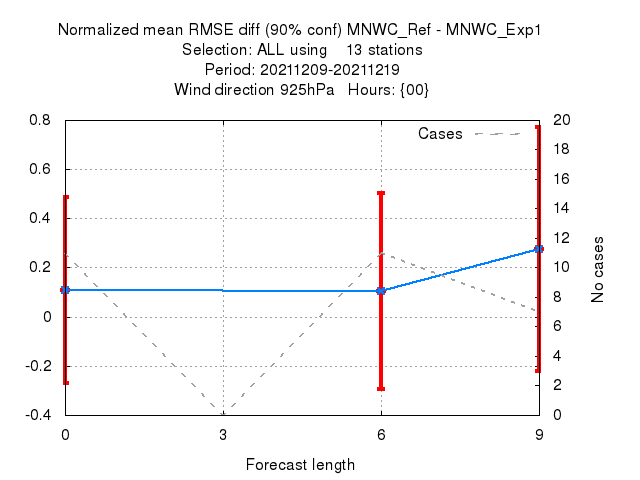 Normalized mean RMSE diff (90% conf) MNWC_Ref - MNWC_Exp1
Selection: ALL using    13 stations
Period: 20211209-20211219
Wind direction 925hPa   Hours: {00}
Cases
0.8
0.6
0.4
0.2
0
-0.2
-0.4
20
18
16
14
12
10
8
6
4
2
0
No cases
0 3 6 9
Forecast length